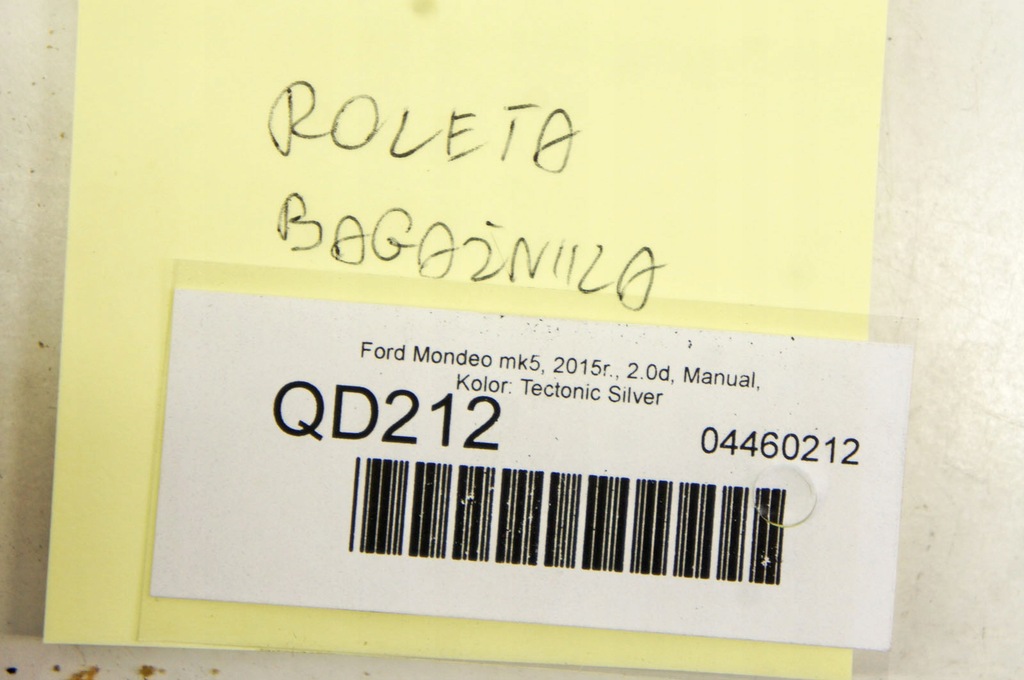 ROLETA
BAGAŻNIKA
Ford Mondeo mk5, 2015r., 2.0d, Manual,
Kolor: Tectonic Silver
QD212
04460212